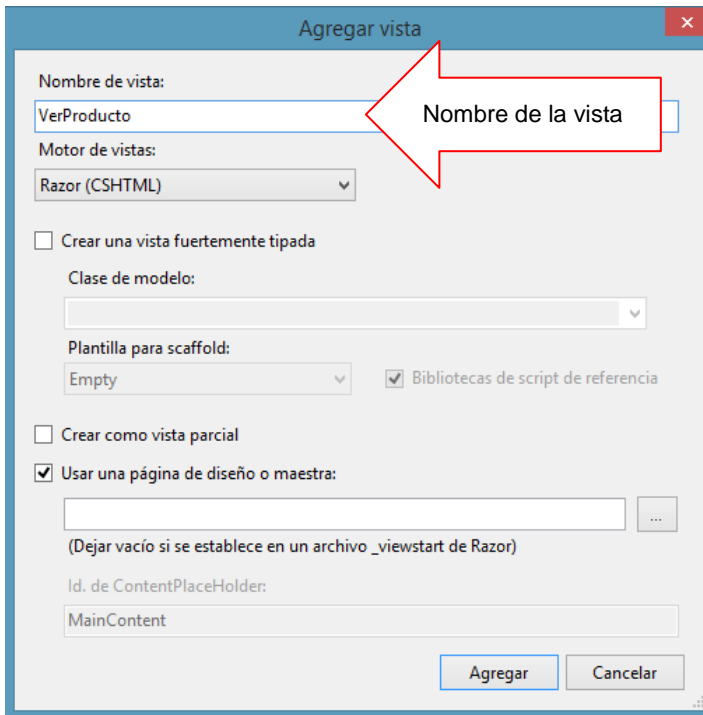 Agregar vista
Nombre de vista:
VerProducto
Nombre de la vista
Motor de vistas:
Razor (CSHTML)
Crear una vista fuertemente tipada
Clase de modelo:
Plantilla para scaffold:
Empty
Bibliotecas de script de referencia
Crear como vista parcial
Usar una página de diseño o maestra:
...
(Dejar vacío si se establece en un archivo _viewstart de Razor)
Id. de ContentPlaceHolder:
MainContent
Agregar
Cancelar